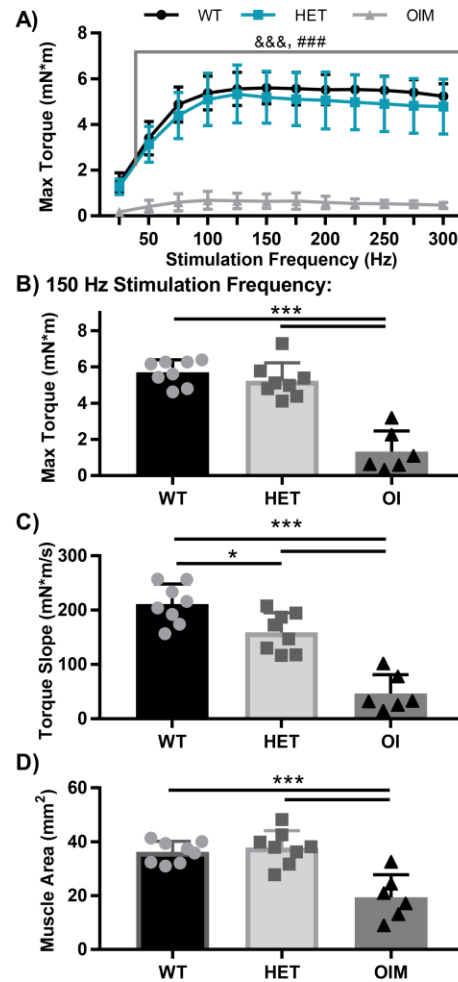 A)
WT HET OIM
&&&, ###
Max Torque (mN*m)
8
6
4
2
0
50 100 150 200 250 300
Stimulation Frequency (Hz)
B) 150 Hz Stimulation Frequency:
***
Max Torque (mN*m)
10
8
6
4
2
0
WT HET OI
C)
***
*
Torque Slope (mN*m/s)
300
200
100
0
WT HET OI
D)
***
Muscle Area (mm²)
60
40
20
0
WT HET OIM